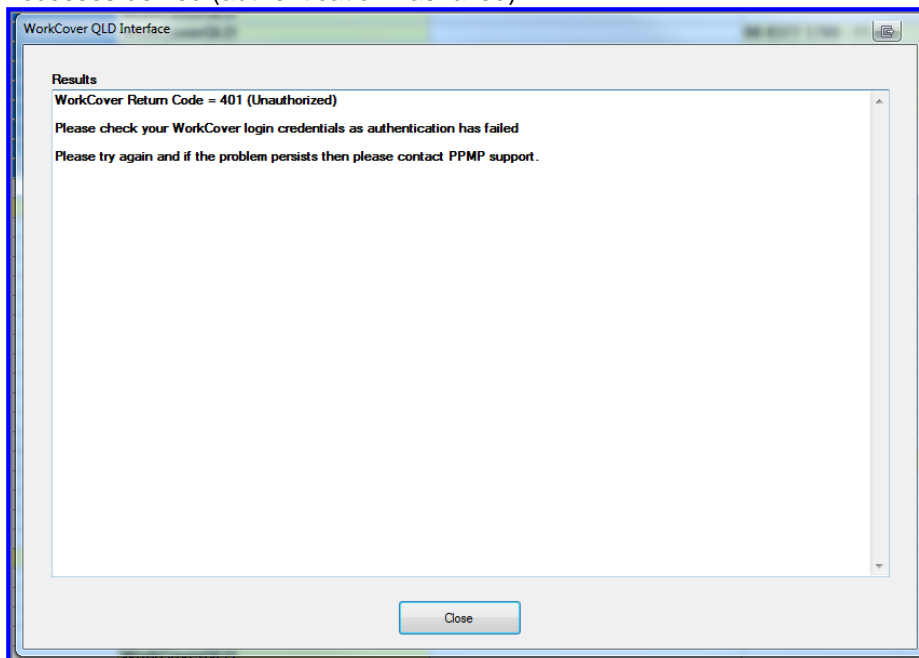 WorkCover QLD Interface
Results
WorkCover Return Code = 401 (Unauthorized)
Please check your WorkCover login credentials as authentication has failed
Please try again and if the problem persists then please contact PPMP support.
Close